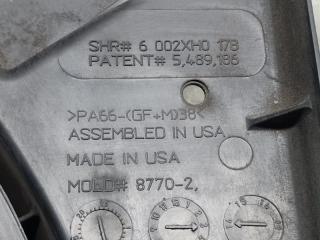 SHR# 6 002XH0 178
PATENT# 5,489,186
>PA66-(GF+M)38<
ASSEMBLED IN USA
MADE IN USA
MOLD# 8770-2,